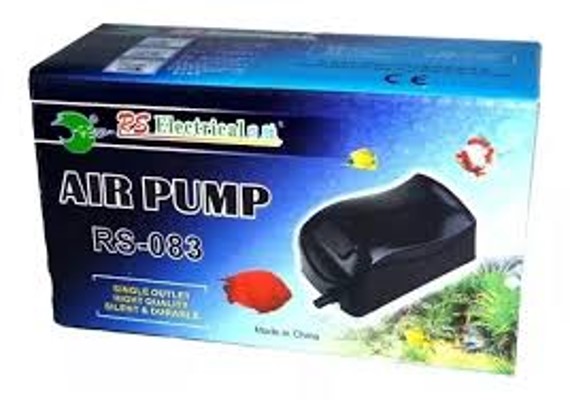 CE
RS Electrical
AIR PUMP
RS-083
SINGLE OUTLET
HIGHT QUALITY
SILENT & DURABLE
Made in China